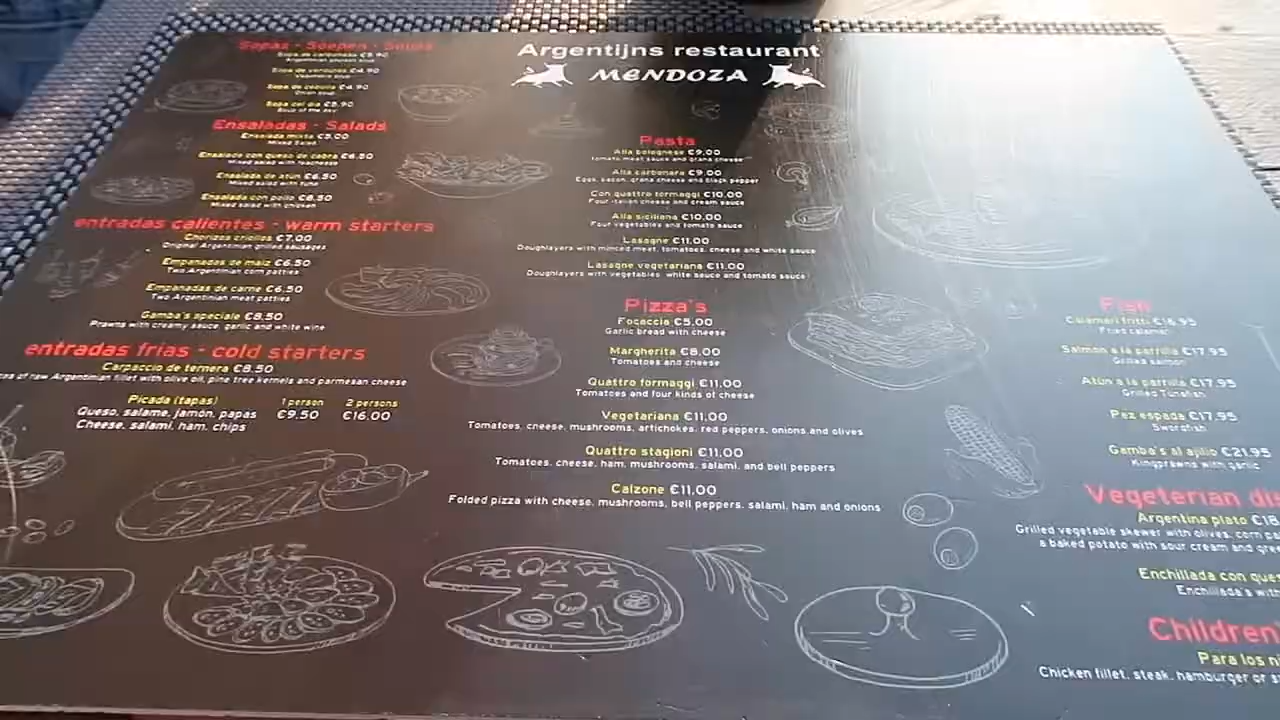 Argentijns restaurant
MENDOZA
Sopas - Soepen - Soups
Sopa de carbonada €5.90
Argentinian chicken soup
Sopa de verduras €4.90
Vegetable soup
Sopa de cebolla €4.90
Onion soup
Sopa del dia €5.90
Soup of the day
Ensaladas - Salads
Ensalada mixta €5.00
Mixed Salad
Ensalada con queso de cabra €6.50
Mixed salad with
Ensalada de atún €6.50
Mixed salad with tuna
Ensalada con pollo €8.50
Mixed salad with chicken
entradas calientes - warm starters
Chorizos criollos €7.00
Original Argentinian grilled sausages
Empanadas de maiz €6.50
Two Argentinian corn patties
Empanadas de carne €6.50
Two Argentinian meat patties
Gamba's speciale €8.50
Prawns with creamy sauce, garlic and white wine
entradas frias - cold starters
Carpaccio de ternera €8.50
of raw Argentinian fillet with olive oil, pine tree kernels and parmesan cheese
Picada (tapas) 1 person 2 persons
Queso, salame, jamón, papas €9.50 €16.00
Cheese, salami, ham, chips
Pasta
Alla bolognese €9.00
Tomato meat sauce and grana cheese
Alla carbonara €9.00
Eggs, bacon, grana cheese and black pepper
Con quattro formaggi €10.00
Four Italian cheese and cream sauce
Alla siciliana €10.00
Four vegetables and tomato sauce
Lasagne €11.00
Doughlayers with minced meat, tomatoes, cheese and white sauce
Lasagne vegetariana €11.00
Doughlayers with vegetables, white sauce and tomato sauce
Pizza's
Focaccia €5.00
Garlic bread with cheese
Margherita €8.00
Tomatoes and cheese
Quattro formaggi €11.00
Tomatoes and four kinds of cheese
Vegetariana €11.00
Tomatoes, cheese, mushrooms, artichokes, red peppers, onions and olives
Quattro stagioni €11.00
Tomatoes, cheese, ham, mushrooms, salami, and bell peppers
Calzone €11.00
Folded pizza with cheese, mushrooms, bell peppers, salami, ham and onions
Fish
Calamari fritti €16.95
Fried calamari
Salmon a la parrilla €17.95
Grilled salmon
Atún a la parrilla €17.95
Grilled Tunafish
Pez espada €17.95
Swordfish
Gamba's al ajillo €21.95
Kingprawns with garlic
Vegeterian di
Argentina plato €
Grilled vegetable skewer with olives, corn
a baked potato with sour cream and
Enchillada con
Enchillada's with
Children
Para los
Chicken fillet, steak, hamburger or